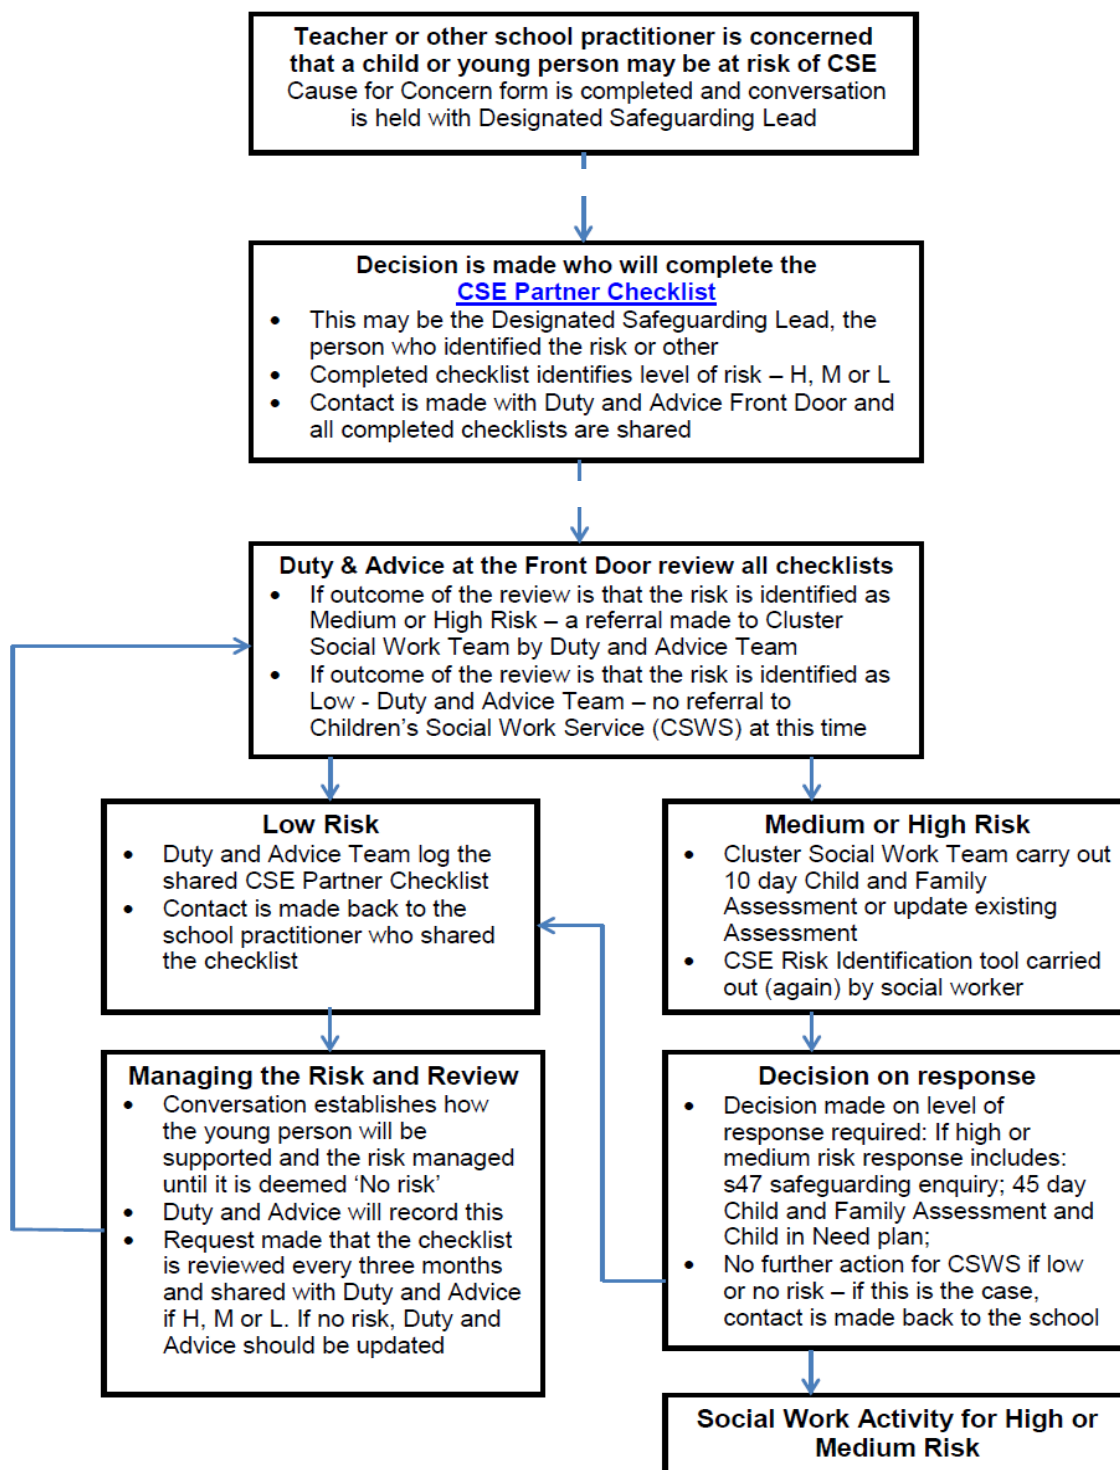 Teacher or other school practitioner is concerned
that a child or young person may be at risk of CSE
Cause for Concern form is completed and conversation
is held with Designated Safeguarding Lead
Decision is made who will complete the
CSE Partner Checklist
• This may be the Designated Safeguarding Lead, the
person who identified the risk or other
• Completed checklist identifies level of risk – H, M or L
• Contact is made with Duty and Advice Front Door and
all completed checklists are shared
Duty & Advice at the Front Door review all checklists
• If outcome of the review is that the risk is identified as
Medium or High Risk – a referral made to Cluster
Social Work Team by Duty and Advice Team
• If outcome of the review is that the risk is identified as
Low - Duty and Advice Team – no referral to
Children's Social Work Service (CSWS) at this time
Low Risk
• Duty and Advice Team log the
shared CSE Partner Checklist
• Contact is made back to the
school practitioner who shared
the checklist
Medium or High Risk
• Cluster Social Work Team carry out
10 day Child and Family
Assessment or update existing
Assessment
• CSE Risk Identification tool carried
out (again) by social worker
Managing the Risk and Review
• Conversation establishes how
the young person will be
supported and the risk managed
until it is deemed ‘No risk’
• Duty and Advice will record this
• Request made that the checklist
is reviewed every three months
and shared with Duty and Advice
if H, M or L. If no risk, Duty and
Advice should be updated
Decision on response
• Decision made on level of
response required: If high or
medium risk response includes:
s47 safeguarding enquiry; 45 day
Child and Family Assessment and
Child in Need plan;
• No further action for CSWS if low
or no risk – if this is the case,
contact is made back to the school
Social Work Activity for High or
Medium Risk